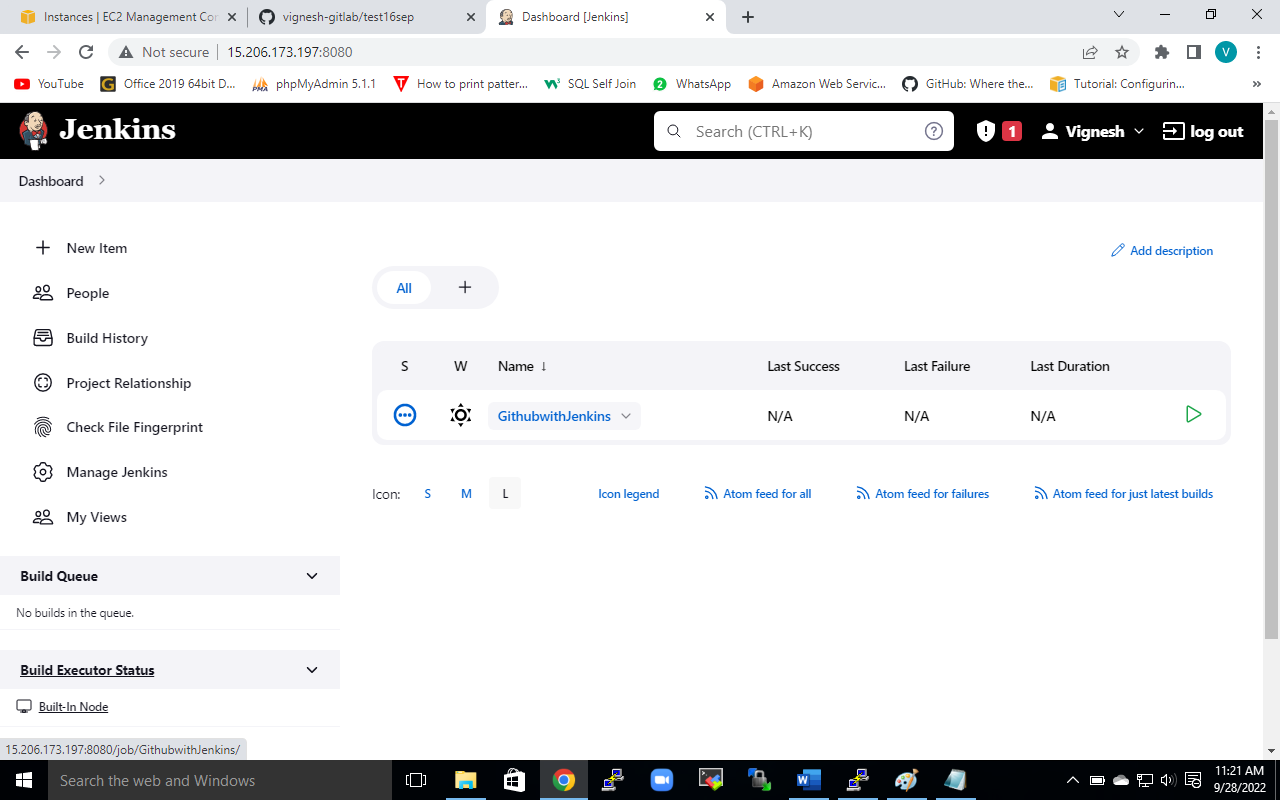 Instances | EC2 Management Con
vignesh-gitlab/test16sep
Dashboard [Jenkins]
Not secure
15.206.173.197:8080
V
YouTube
Office 2019 64bit D...
phpMyAdmin 5.1.1
How to print patter...
SQL Self Join
WhatsApp
Amazon Web Servic...
GitHub: Where the...
Tutorial: Configurin...
»
Jenkins
Search (CTRL+K)
1
Vignesh
log out
Dashboard
New Item
People
Build History
Project Relationship
Check File Fingerprint
Manage Jenkins
My Views
Build Queue
No builds in the queue.
Build Executor Status
Built-In Node
Add description
All
+
S W Name ↓ Last Success Last Failure Last Duration
GithubwithJenkins N/A N/A N/A
Icon: S M L
Icon legend
Atom feed for all
Atom feed for failures
Atom feed for just latest builds
15.206.173.197:8080/job/GithubwithJenkins/
Search the web and Windows
11:21 AM
9/28/2022